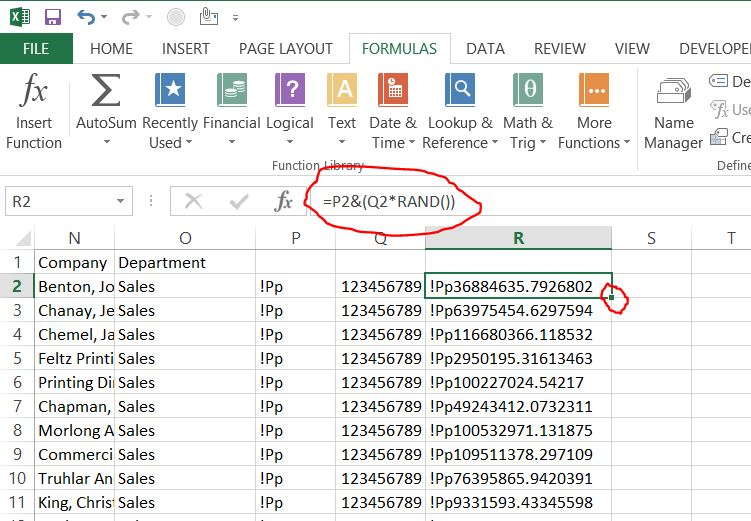 FILE HOME INSERT PAGE LAYOUT FORMULAS DATA REVIEW VIEW DEVELOPE
fx Σ ? A θ De
Insert AutoSum Recently Financial Logical Text Date & Lookup & Math & More Name Use
Function Used Time Reference Trig Functions Manager Cre
Function Library Define
R2 fx =P2&(Q2*RAND())
N O P Q R S T
1 Company Department
2 Benton, Jo Sales !Pp 123456789 !Pp36884635.7926802
3 Chanay, Je Sales !Pp 123456789 !Pp63975454.6297594
4 Chemel, Ja Sales !Pp 123456789 !Pp116680366.118532
5 Feltz Printi Sales !Pp 123456789 !Pp2950195.31613463
6 Printing Di Sales !Pp 123456789 !Pp100227024.54217
7 Chapman, Sales !Pp 123456789 !Pp49243412.0732311
8 Morlong A Sales !Pp 123456789 !Pp100532971.131875
9 Commerci Sales !Pp 123456789 !Pp109511378.297109
10 Truhlar An Sales !Pp 123456789 !Pp76395865.9420391
11 King, Chris Sales !Pp 123456789 !Pp9331593.43345598